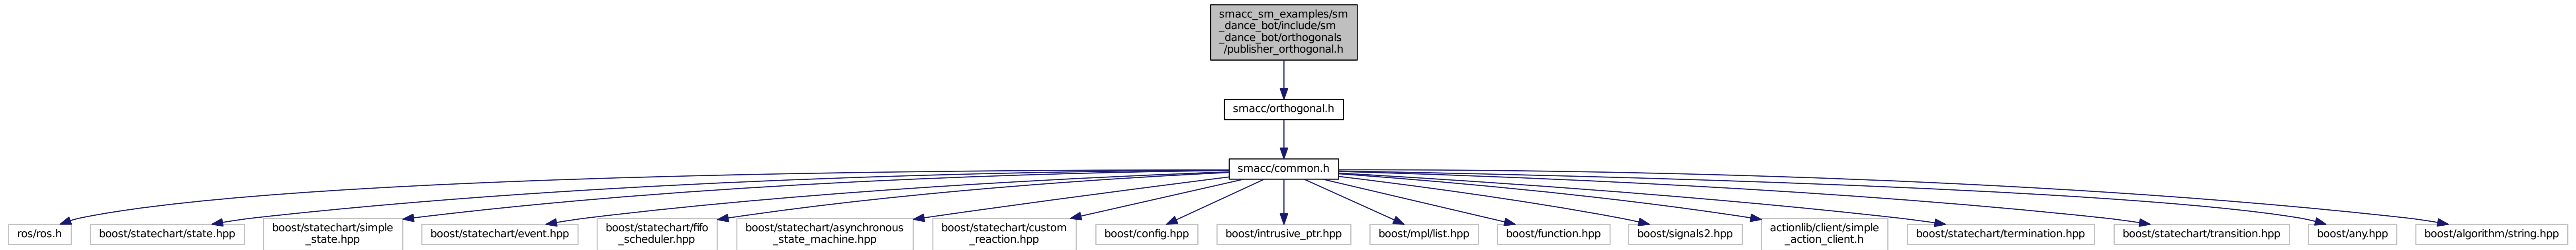 smacc_sm_examples/sm
_dance_bot/include/sm
_dance_bot/orthogonals
/publisher_orthogonal.h
smacc/orthogonal.h
smacc/common.h
ros/ros.h
boost/statechart/state.hpp
boost/statechart/simple
_state.hpp
boost/statechart/event.hpp
boost/statechart/fifo
_scheduler.hpp
boost/statechart/asynchronous
_state_machine.hpp
boost/statechart/custom
_reaction.hpp
boost/config.hpp
boost/intrusive_ptr.hpp
boost/mpl/list.hpp
boost/function.hpp
boost/signals2.hpp
actionlib/client/simple
_action_client.h
boost/statechart/termination.hpp
boost/statechart/transition.hpp
boost/any.hpp
boost/algorithm/string.hpp